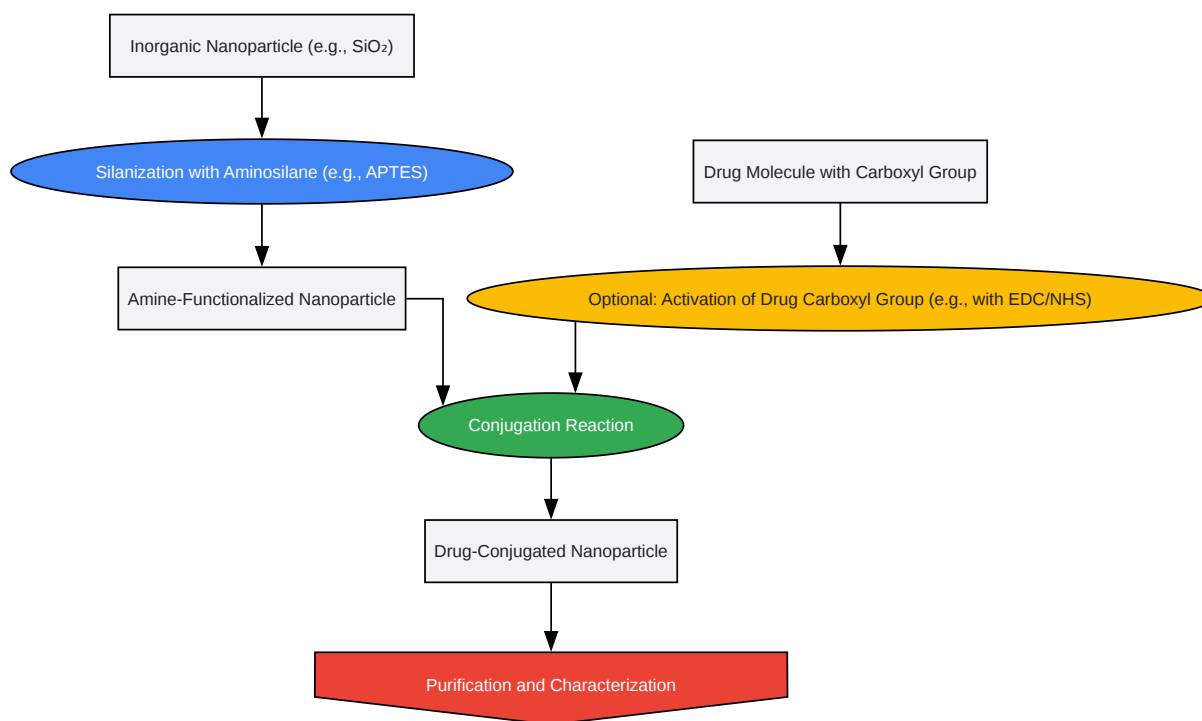 Inorganic Nanoparticle (e.g., SiO₂)
Silanization with Aminosilane (e.g., APTES)
Drug Molecule with Carboxyl Group
Amine-Functionalized Nanoparticle
Optional: Activation of Drug Carboxyl Group (e.g., with EDC/NHS)
Conjugation Reaction
Drug-Conjugated Nanoparticle
Purification and Characterization